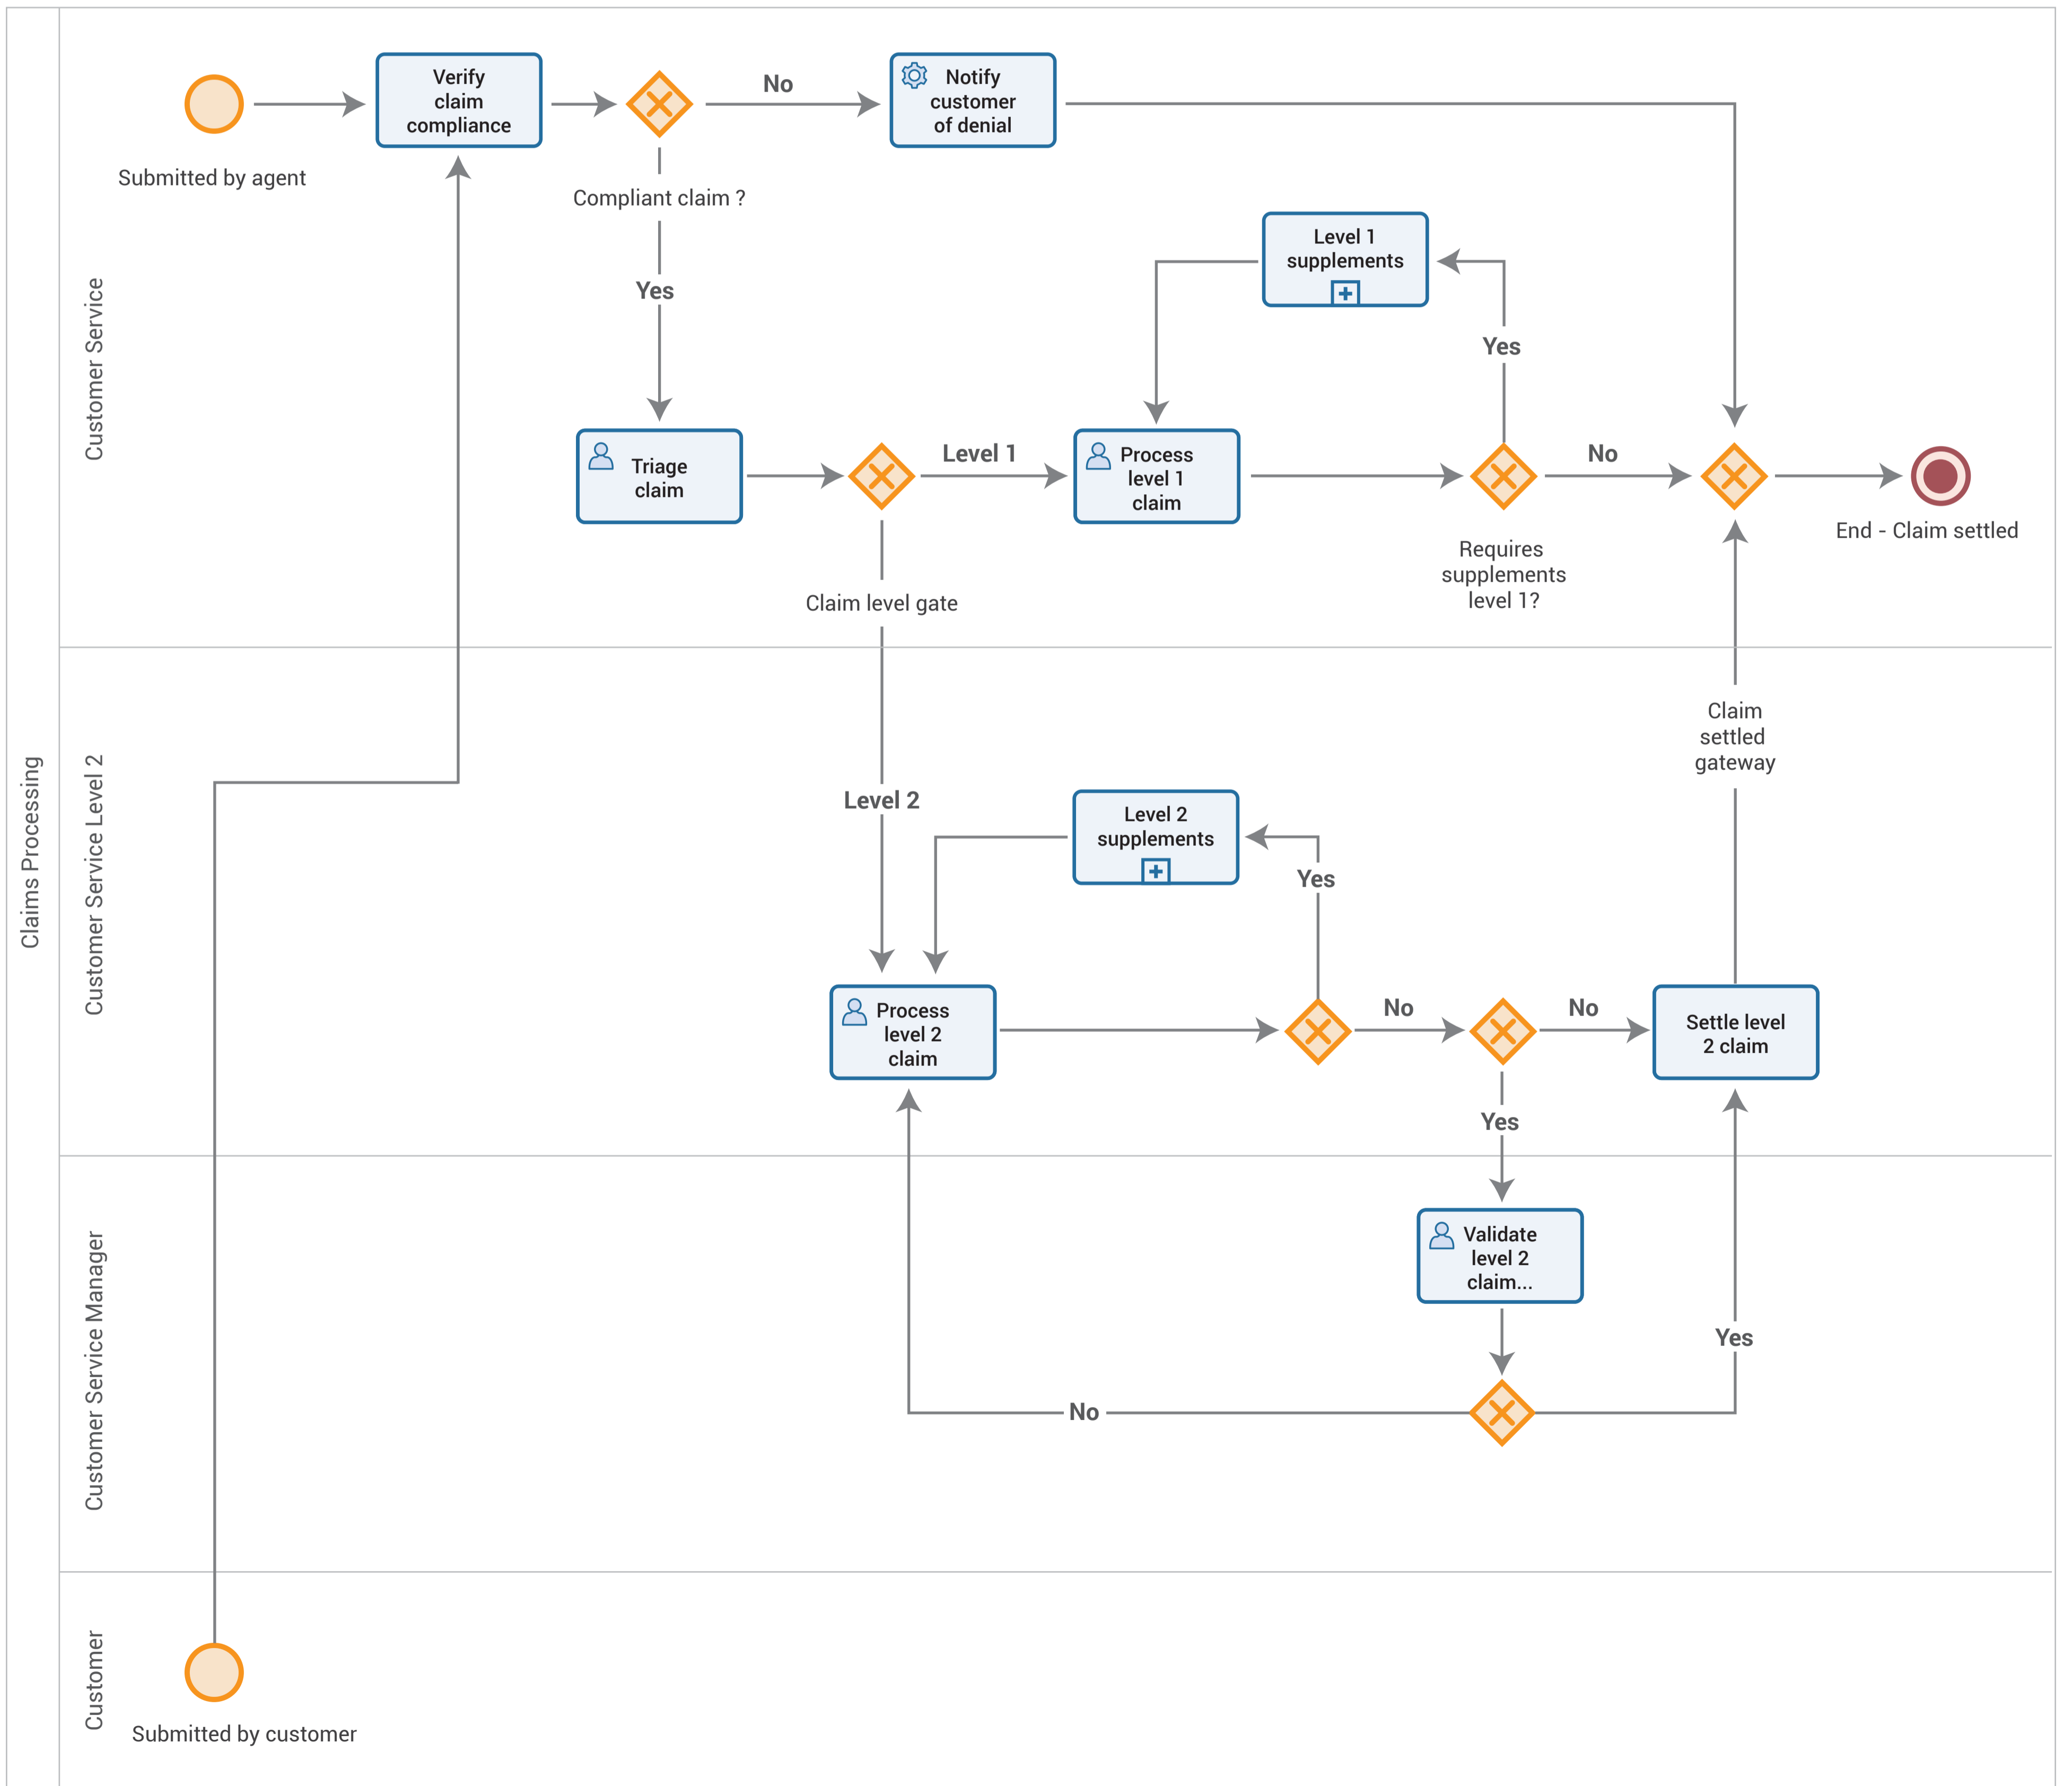 Claims Processing
Customer Service
Submitted by agent
Verify
claim
compliance
No
Notify
customer
of denial
Compliant claim ?
Yes
Level 1
supplements
Yes
Triage
claim
Level 1
Process
level 1
claim
No
Requires
supplements
level 1?
End - Claim settled
Claim level gate
Customer Service Level 2
Claim
settled
gateway
Level 2
Level 2
supplements
Yes
Process
level 2
claim
No
No
Settle level
2 claim
Yes
Customer Service Manager
Validate
level 2
claim...
Yes
No
Customer
Submitted by customer